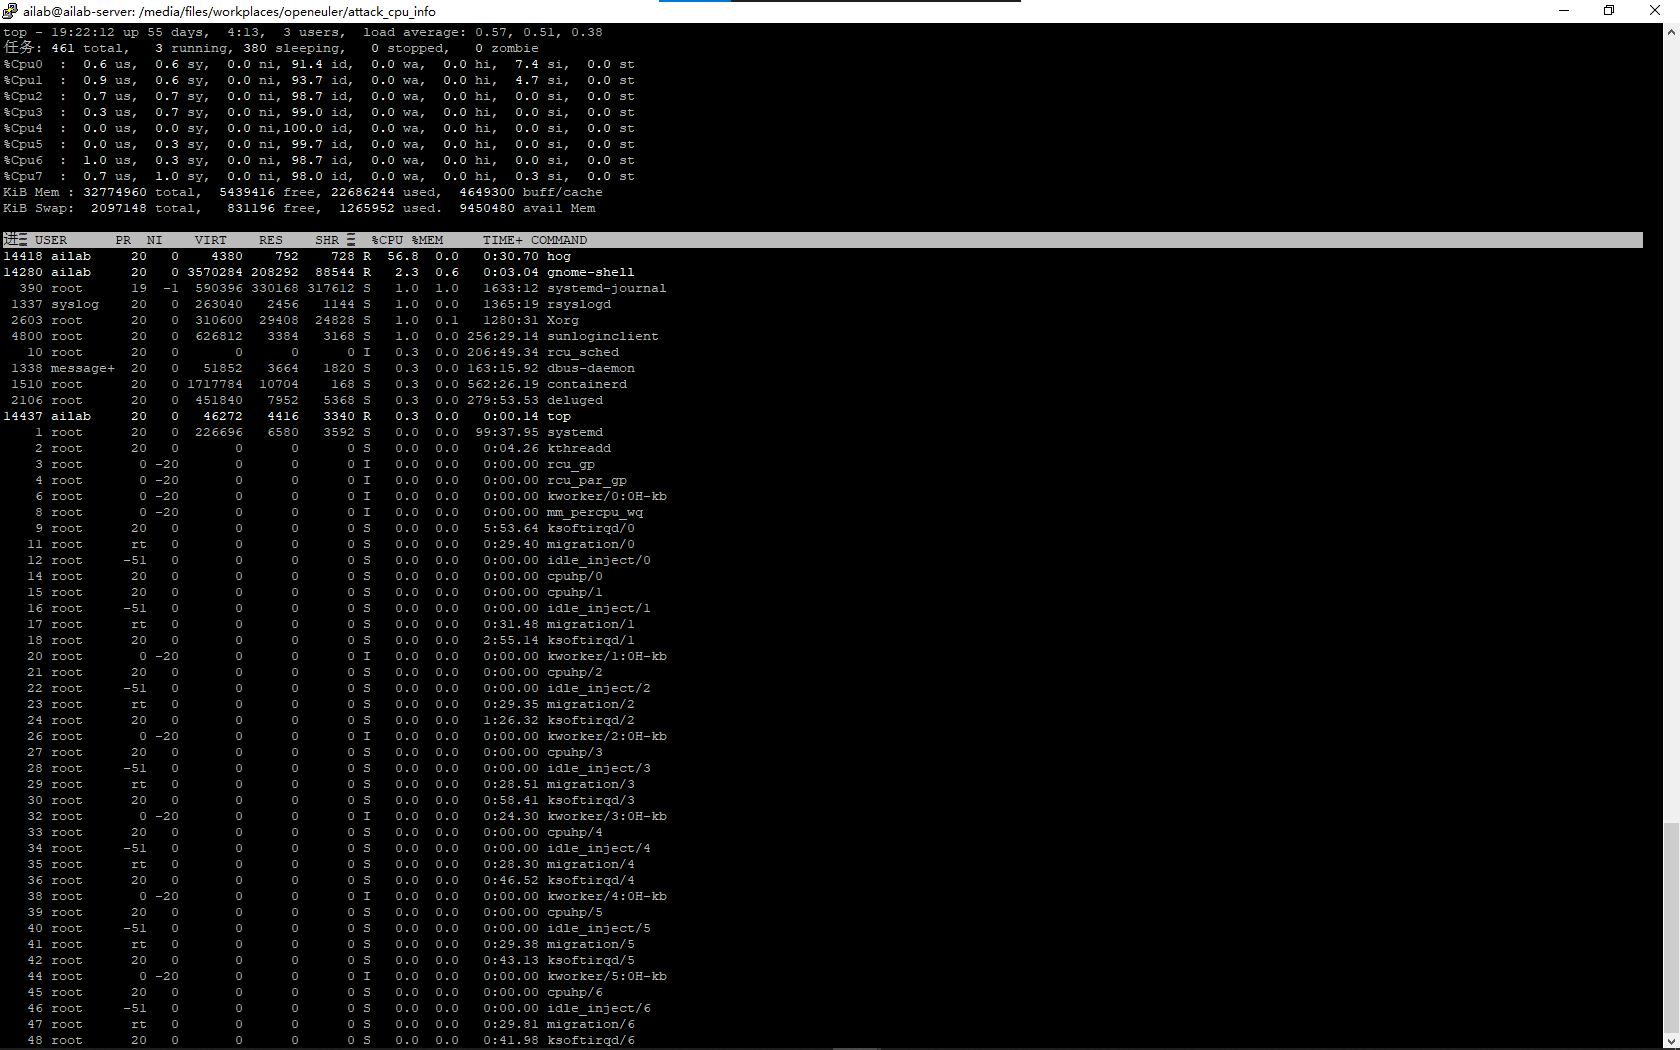 ailab@ailab-server: /media/files/workplaces/openeuler/attack_cpu_info
top - 19:22:12 up 55 days,  4:13,  3 users,  load average: 0.57, 0.51, 0.38
任务: 461 total,   3 running, 380 sleeping,   0 stopped,   0 zombie
%Cpu0  :  0.6 us,  0.6 sy,  0.0 ni, 91.4 id,  0.0 wa,  0.0 hi,  7.4 si,  0.0 st
%Cpu1  :  0.9 us,  0.6 sy,  0.0 ni, 93.7 id,  0.0 wa,  0.0 hi,  4.7 si,  0.0 st
%Cpu2  :  0.7 us,  0.7 sy,  0.0 ni, 98.7 id,  0.0 wa,  0.0 hi,  0.0 si,  0.0 st
%Cpu3  :  0.3 us,  0.7 sy,  0.0 ni, 99.0 id,  0.0 wa,  0.0 hi,  0.0 si,  0.0 st
%Cpu4  :  0.0 us,  0.0 sy,  0.0 ni,100.0 id,  0.0 wa,  0.0 hi,  0.0 si,  0.0 st
%Cpu5  :  0.0 us,  0.3 sy,  0.0 ni, 99.7 id,  0.0 wa,  0.0 hi,  0.0 si,  0.0 st
%Cpu6  :  1.0 us,  0.3 sy,  0.0 ni, 98.7 id,  0.0 wa,  0.0 hi,  0.0 si,  0.0 st
%Cpu7  :  0.7 us,  1.0 sy,  0.0 ni, 98.0 id,  0.0 wa,  0.0 hi,  0.3 si,  0.0 st
KiB Mem : 32774960 total,  5439416 free, 22686244 used,  4649300 buff/cache
KiB Swap:  2097148 total,   831196 free,  1265952 used.  9450480 avail Mem
进 USER      PR  NI    VIRT    RES    SHR   %CPU %MEM     TIME+ COMMAND
14418 ailab     20   0    4380    792    728 R  56.8  0.0   0:30.70 hog
14280 ailab     20   0 3570284 208292  88544 R   2.3  0.6   0:03.04 gnome-shell
390 root      19  -1  590396 330168 317612 S   1.0  1.0   1633:12 systemd-journal
1337 syslog    20   0  263040   2456   1144 S   1.0  0.0   1365:19 rsyslogd
2603 root      20   0  310600  29408  24828 S   1.0  0.1   1280:31 Xorg
4800 root      20   0  626812   3384   3168 S   1.0  0.0 256:29.14 sunloginclient
10 root      20   0       0      0      0 I   0.3  0.0 206:49.34 rcu_sched
1338 message+  20   0   51852   3664   1820 S   0.3  0.0 163:15.92 dbus-daemon
1510 root      20   0 1717784  10704    168 S   0.3  0.0 562:26.19 containerd
2106 root      20   0  451840   7952   5368 S   0.3  0.0 279:53.53 deluged
14437 ailab     20   0   46272   4416   3340 R   0.3  0.0   0:00.14 top
1 root      20   0  226696   6580   3592 S   0.0  0.0  99:37.95 systemd
2 root      20   0       0      0      0 S   0.0  0.0   0:04.26 kthreadd
3 root       0 -20       0      0      0 I   0.0  0.0   0:00.00 rcu_gp
4 root       0 -20       0      0      0 I   0.0  0.0   0:00.00 rcu_par_gp
6 root       0 -20       0      0      0 I   0.0  0.0   0:00.00 kworker/0:0H-kb
8 root       0 -20       0      0      0 I   0.0  0.0   0:00.00 mm_percpu_wq
9 root      20   0       0      0      0 S   0.0  0.0   5:53.64 ksoftirqd/0
11 root      rt   0       0      0      0 S   0.0  0.0   0:29.40 migration/0
12 root     -51   0       0      0      0 S   0.0  0.0   0:00.00 idle_inject/0
14 root      20   0       0      0      0 S   0.0  0.0   0:00.00 cpuhp/0
15 root      20   0       0      0      0 S   0.0  0.0   0:00.00 cpuhp/1
16 root     -51   0       0      0      0 S   0.0  0.0   0:00.00 idle_inject/1
17 root      rt   0       0      0      0 S   0.0  0.0   0:31.48 migration/1
18 root      20   0       0      0      0 S   0.0  0.0   2:55.14 ksoftirqd/1
20 root       0 -20       0      0      0 I   0.0  0.0   0:00.00 kworker/1:0H-kb
21 root      20   0       0      0      0 S   0.0  0.0   0:00.00 cpuhp/2
22 root     -51   0       0      0      0 S   0.0  0.0   0:00.00 idle_inject/2
23 root      rt   0       0      0      0 S   0.0  0.0   0:29.35 migration/2
24 root      20   0       0      0      0 S   0.0  0.0   1:26.32 ksoftirqd/2
26 root       0 -20       0      0      0 I   0.0  0.0   0:00.00 kworker/2:0H-kb
27 root      20   0       0      0      0 S   0.0  0.0   0:00.00 cpuhp/3
28 root     -51   0       0      0      0 S   0.0  0.0   0:00.00 idle_inject/3
29 root      rt   0       0      0      0 S   0.0  0.0   0:28.51 migration/3
30 root      20   0       0      0      0 S   0.0  0.0   0:58.41 ksoftirqd/3
32 root       0 -20       0      0      0 I   0.0  0.0   0:24.30 kworker/3:0H-kb
33 root      20   0       0      0      0 S   0.0  0.0   0:00.00 cpuhp/4
34 root     -51   0       0      0      0 S   0.0  0.0   0:00.00 idle_inject/4
35 root      rt   0       0      0      0 S   0.0  0.0   0:28.30 migration/4
36 root      20   0       0      0      0 S   0.0  0.0   0:46.52 ksoftirqd/4
38 root       0 -20       0      0      0 I   0.0  0.0   0:00.00 kworker/4:0H-kb
39 root      20   0       0      0      0 S   0.0  0.0   0:00.00 cpuhp/5
40 root     -51   0       0      0      0 S   0.0  0.0   0:00.00 idle_inject/5
41 root      rt   0       0      0      0 S   0.0  0.0   0:29.38 migration/5
42 root      20   0       0      0      0 S   0.0  0.0   0:43.13 ksoftirqd/5
44 root       0 -20       0      0      0 I   0.0  0.0   0:00.00 kworker/5:0H-kb
45 root      20   0       0      0      0 S   0.0  0.0   0:00.00 cpuhp/6
46 root     -51   0       0      0      0 S   0.0  0.0   0:00.00 idle_inject/6
47 root      rt   0       0      0      0 S   0.0  0.0   0:29.81 migration/6
48 root      20   0       0      0      0 S   0.0  0.0   0:41.98 ksoftirqd/6